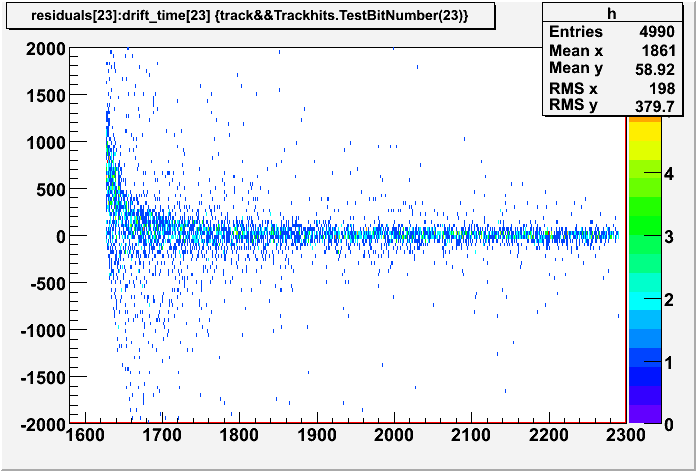 residuals[23]:drift_time[23] {track&&Trackhits.TestBitNumber(23)}
h
Entries 4990
Mean x 1861
Mean y 58.92
RMS x 198
RMS y 379.7
2000
1500
1000
500
0
-500
-1000
-1500
-2000
1600 1700 1800 1900 2000 2100 2200 2300
4
3
2
1
0